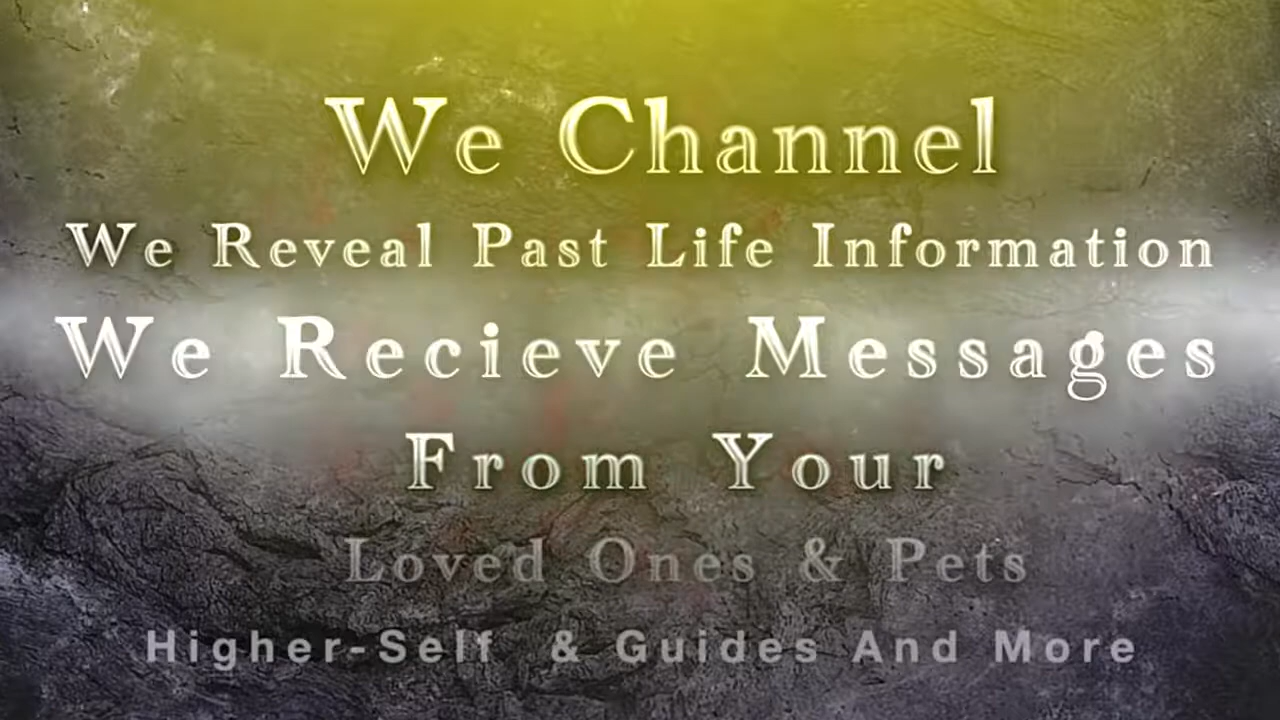 We Channel
We Reveal Past Life Information
We Recieve Messages
From Your
Loved Ones & Pets
Higher-Self & Guides And More